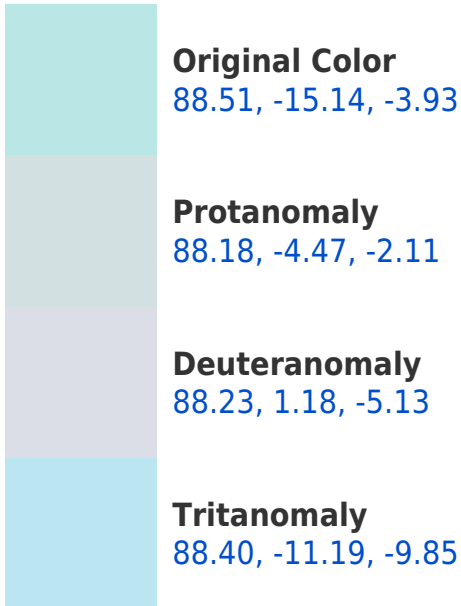 Original Color
88.51, -15.14, -3.93
Protanomaly
88.18, -4.47, -2.11
Deuteranomaly
88.23, 1.18, -5.13
Tritanomaly
88.40, -11.19, -9.85